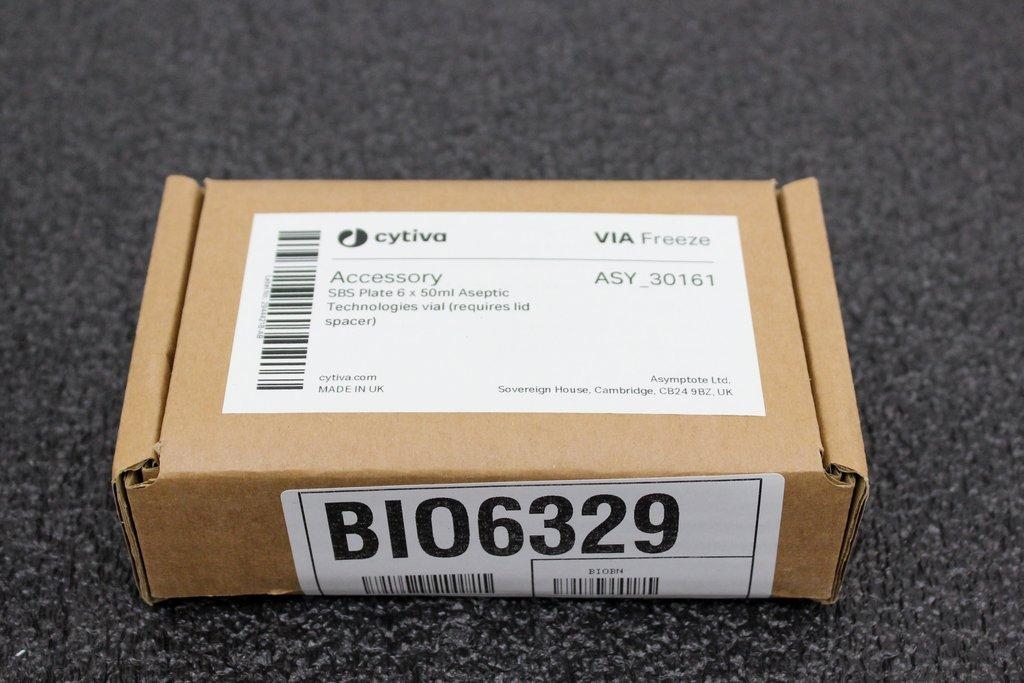 cytiva
VIA Freeze
Accessory
ASY_30161
SBS Plate 6 x 50ml Aseptic
Technologies vial (requires lid
spacer)
cytiva.com
MADE IN UK
Asymptote Ltd.
Sovereign House, Cambridge, CB24 9BZ, UK
BIO6329
BIOBN